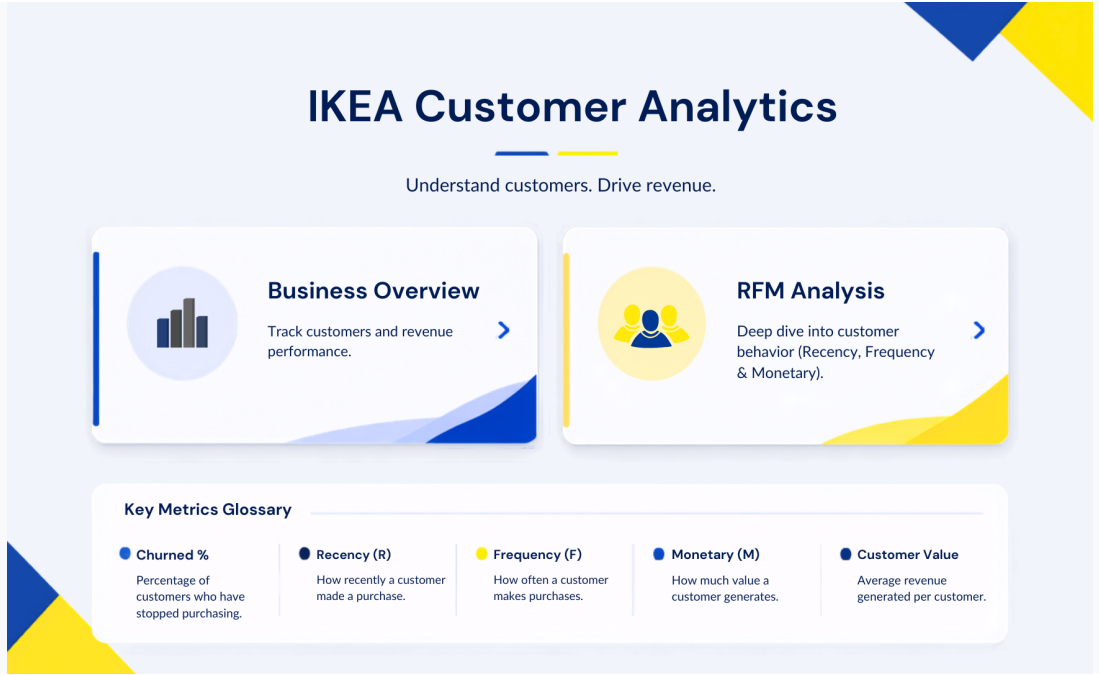 IKEA Customer Analytics
Understand customers. Drive revenue.
Business Overview
Track customers and revenue
performance.
RFM Analysis
Deep dive into customer
behavior (Recency, Frequency
& Monetary).
Key Metrics Glossary
Churned %
Percentage of
customers who have
stopped purchasing.
Recency (R)
How recently a customer
made a purchase.
Frequency (F)
How often a customer
makes purchases.
Monetary (M)
How much value a
customer generates.
Customer Value
Average revenue
generated per customer.